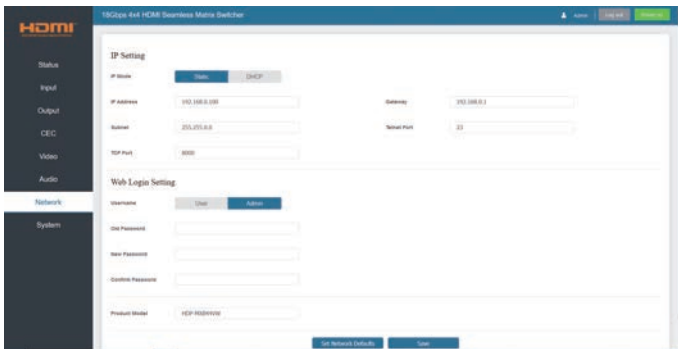 HDMI
18Gbps 4x4 HDMI Seamless Matrix Switcher
Admin Log out
Status
Input
Output
CEC
Video
Audio
Network
System
IP Setting
IP Mode Static DHCP
IP Address 192.168.0.100 Gateway 192.168.0.1
Subnet 255.255.0.0 Telnet Port 23
TCP Port 8000
Web Login Setting
Username User Admin
Old Password
New Password
Confirm Password
Product Model
Set Network Defaults Save